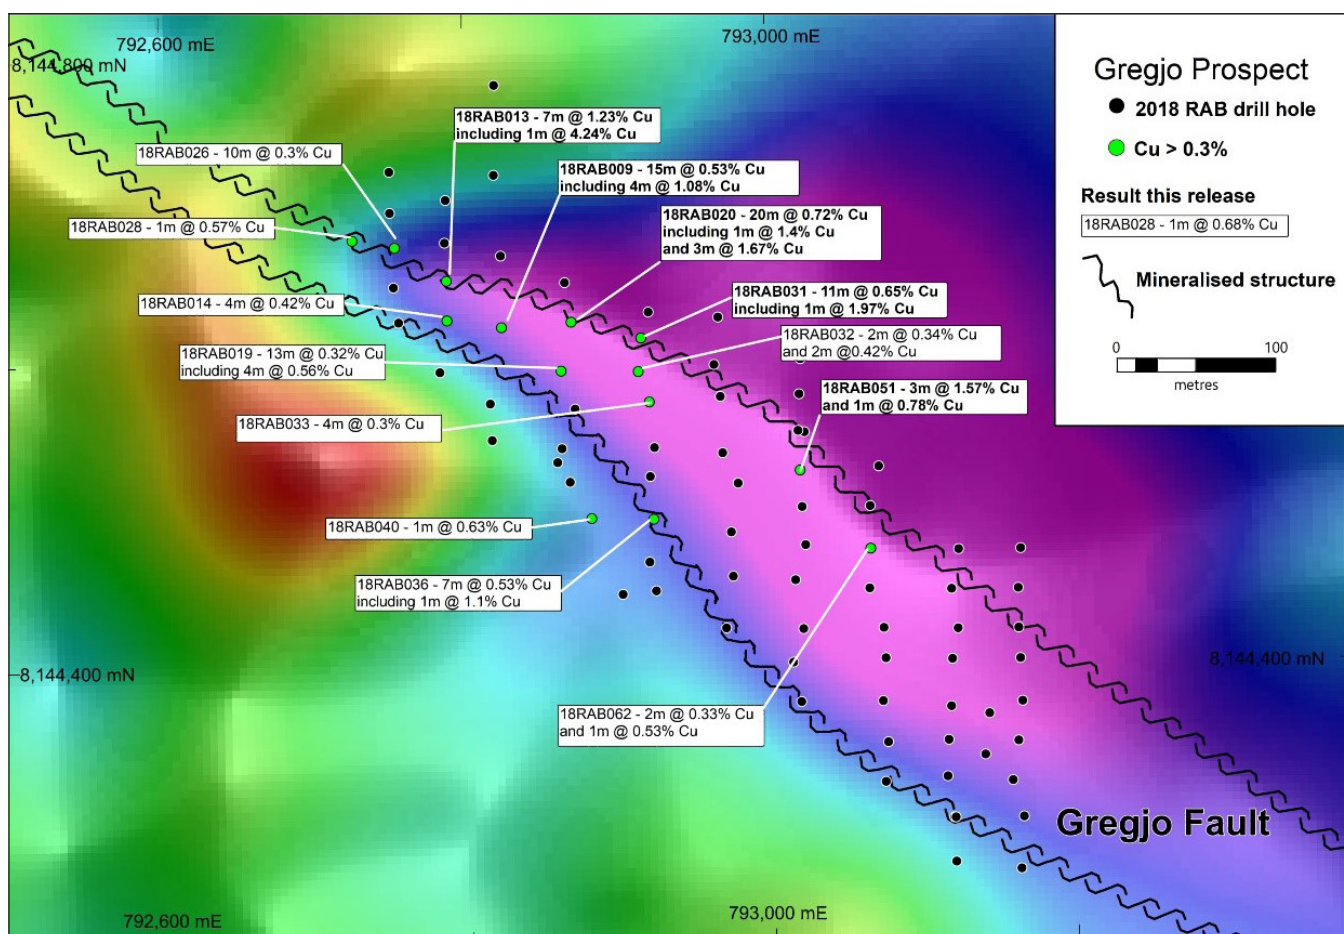 792,600 mE
793,000 mE
8,144,800 mN
Gregjo Prospect
2018 RAB drill hole
Cu > 0.3%
Result this release
18RAB028 - 1m @ 0.68% Cu
Mineralised structure
0
100
metres
18RAB013 - 7m @ 1.23% Cu
including 1m @ 4.24% Cu
18RAB026 - 10m @ 0.3% Cu
18RAB009 - 15m @ 0.53% Cu
including 4m @ 1.08% Cu
18RAB028 - 1m @ 0.57% Cu
18RAB020 - 20m @ 0.72% Cu
including 1m @ 1.4% Cu
and 3m @ 1.67% Cu
18RAB014 - 4m @ 0.42% Cu
18RAB031 - 11m @ 0.65% Cu
including 1m @ 1.97% Cu
18RAB032 - 2m @ 0.34% Cu
and 2m @0.42% Cu
18RAB019 - 13m @ 0.32% Cu
including 4m @ 0.56% Cu
18RAB051 - 3m @ 1.57% Cu
and 1m @ 0.78% Cu
18RAB033 - 4m @ 0.3% Cu
18RAB040 - 1m @ 0.63% Cu
18RAB036 - 7m @ 0.53% Cu
including 1m @ 1.1% Cu
8,144,400 mN
8,144,400 mN
18RAB062 - 2m @ 0.33% Cu
and 1m @ 0.53% Cu
Gregjo Fault
792,600 mE
793,000 mE